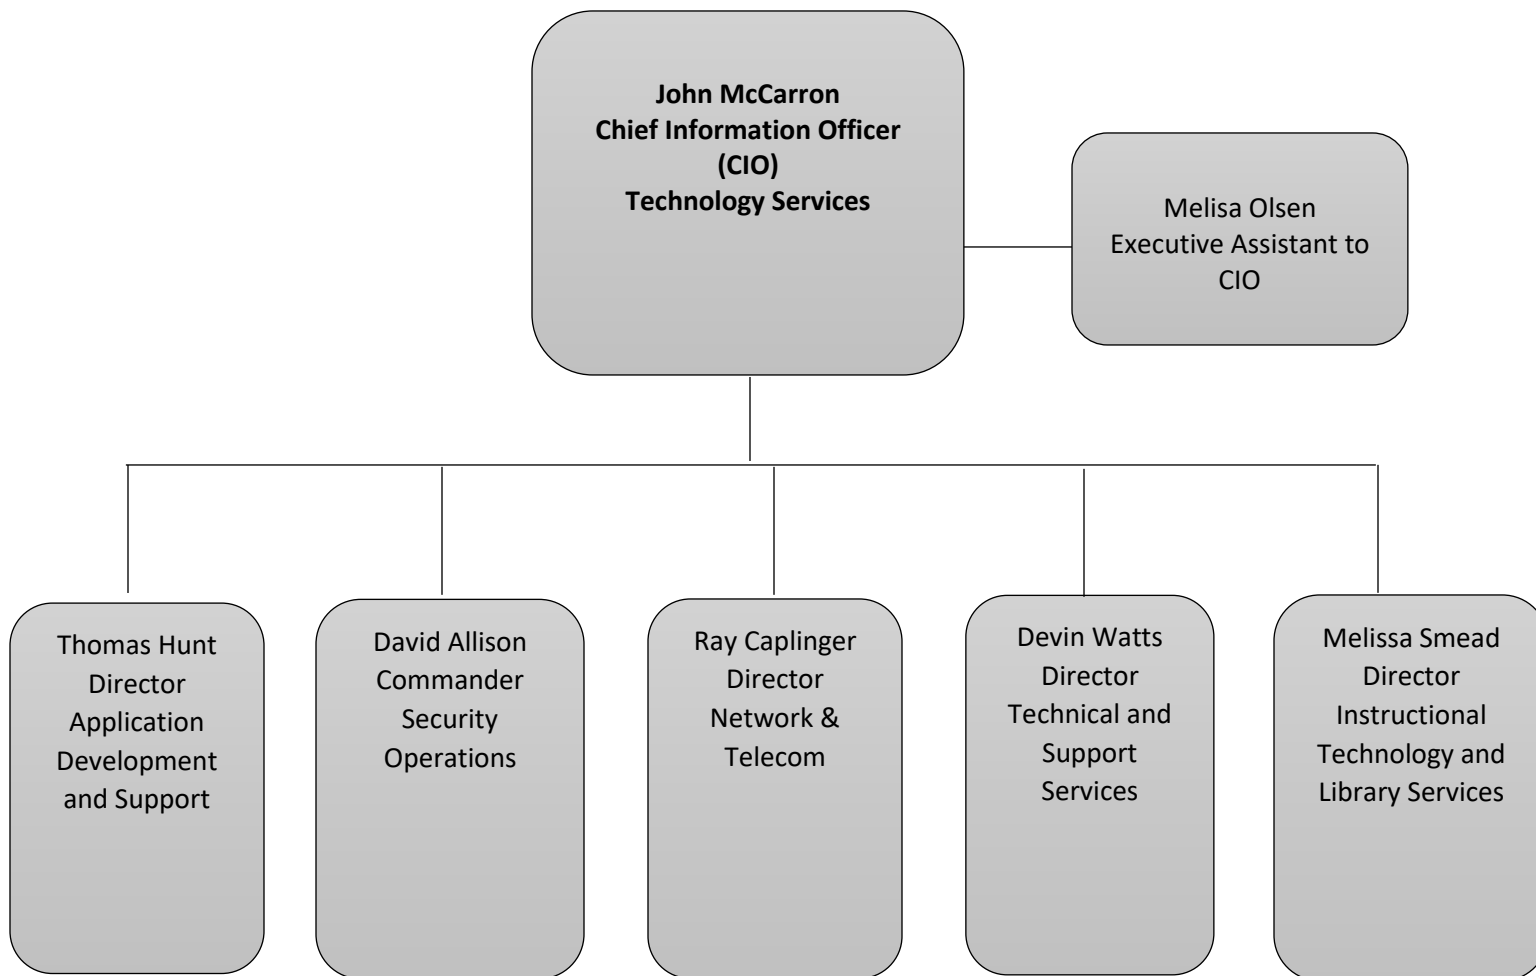 John McCarron
Chief Information Officer
(CIO)
Technology Services
Melisa Olsen
Executive Assistant to
CIO
Thomas Hunt
Director
Application
Development
and Support
David Allison
Commander
Security
Operations
Ray Caplinger
Director
Network &
Telecom
Devin Watts
Director
Technical and
Support
Services
Melissa Smead
Director
Instructional
Technology and
Library Services